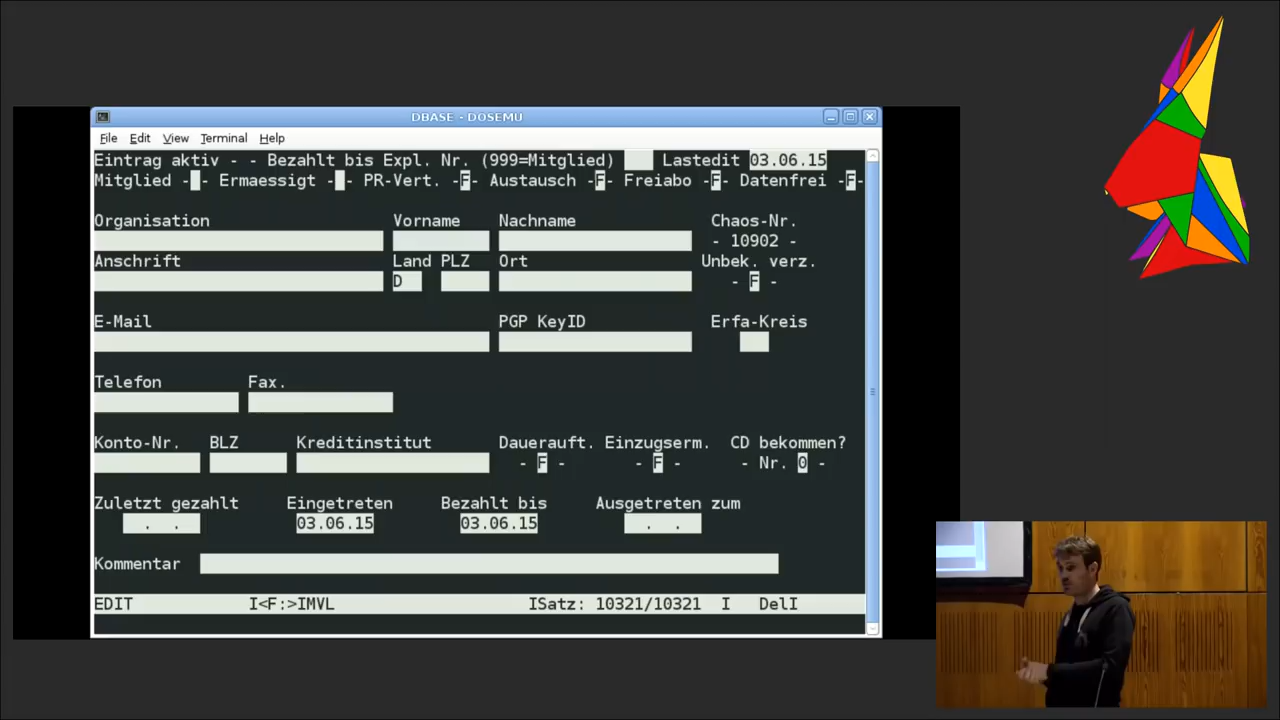 DBASE - DOSEMU
File Edit View Terminal Help
Eintrag aktiv - - Bezahlt bis Expl. Nr. (999=Mitglied) Lastedit 03.06.15
Mitglied - - Ermaessigt - - PR-Vert. -F- Austausch -F- Freiabo -F- Datenfrei -F-
Organisation Vorname Nachname Chaos-Nr.
- 10902 -
Anschrift Land PLZ Ort Unbek. verz.
D - F -
E-Mail PGP KeyID Erfa-Kreis
Telefon Fax.
Konto-Nr. BLZ Kreditinstitut Dauerauft. Einzugserm. CD bekommen?
- F - - F - - Nr. 0 -
Zuletzt gezahlt Eingetreten Bezahlt bis Ausgetreten zum
. . 03.06.15 03.06.15 . .
Kommentar
EDIT I<F:>IMVL ISatz: 10321/10321 I DelI